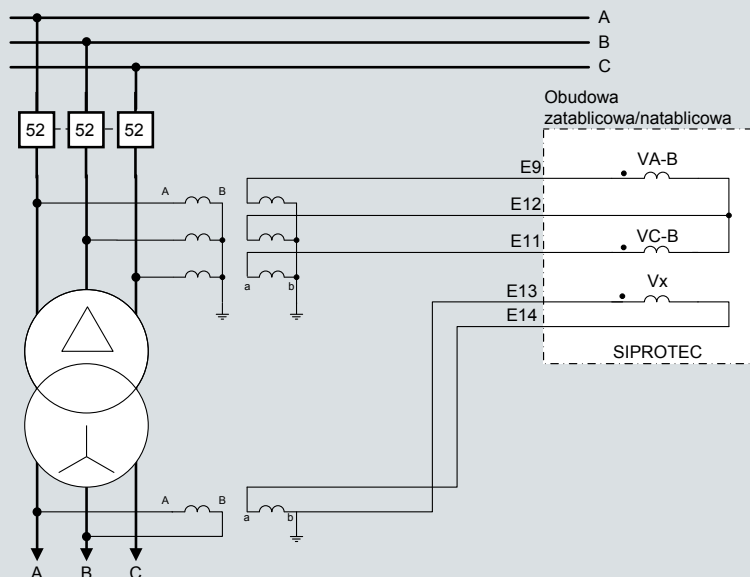 A
B
C
52 52 52
Obudowa
zatablicowa/natablicowa
E9 VA-B
A B
E12
E11 VC-B
a b
E13 Vx
E14
SIPROTEC
A B
a b
A B C